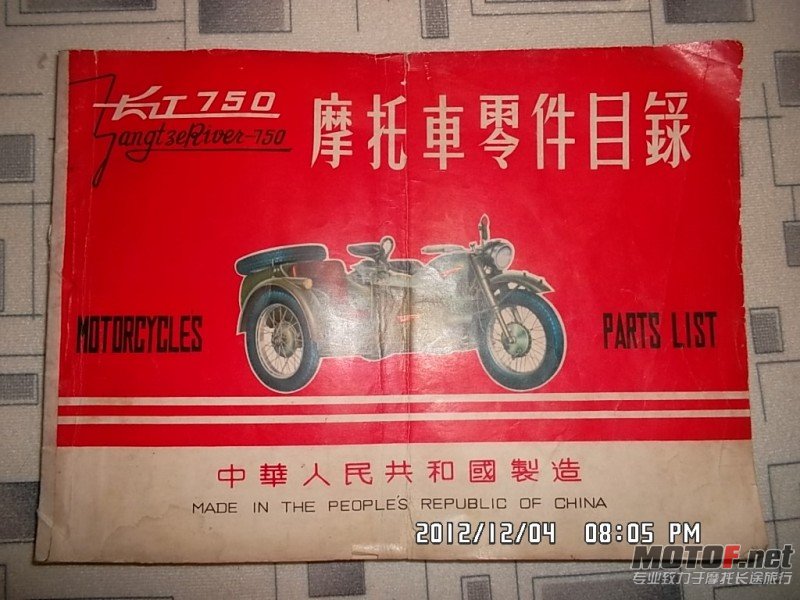 长江750
YangtzeRiver-750
摩托車零件目錄
MOTORCYCLES
PARTS LIST
中華人民共和國製造
MADE IN THE PEOPLE'S REPUBLIC OF CHINA
2012/12/04 08:05 PM
MOTOF.net
专业致力于摩托长途旅行